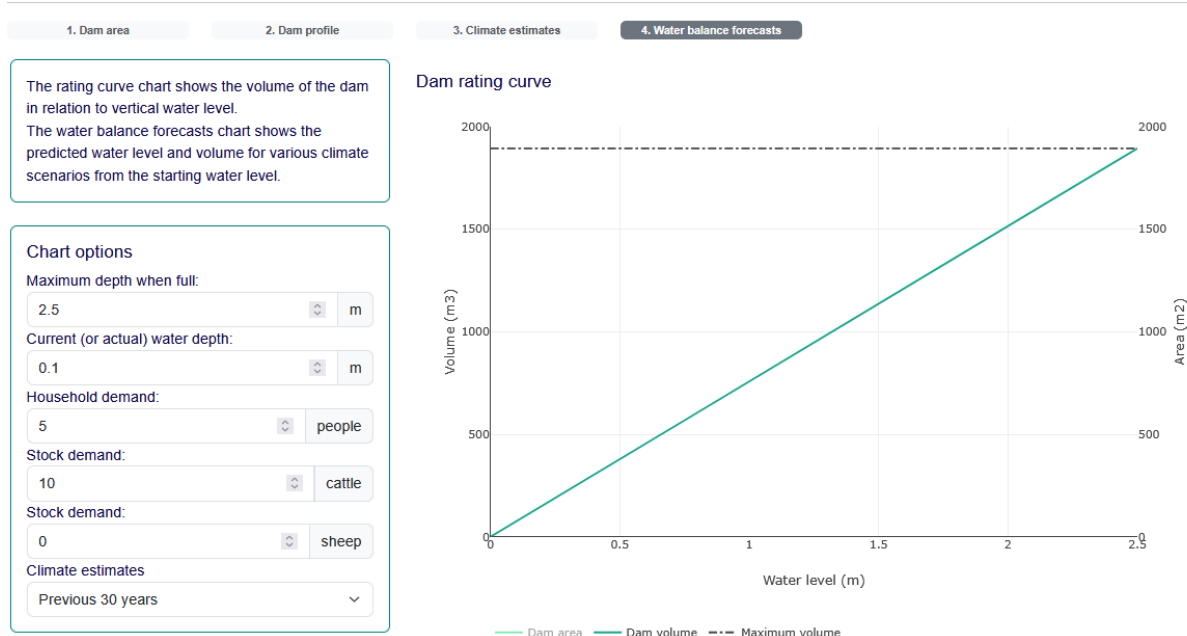 1. Dam area
2. Dam profile
3. Climate estimates
4. Water balance forecasts
The rating curve chart shows the volume of the dam
in relation to vertical water level.
The water balance forecasts chart shows the
predicted water level and volume for various climate
scenarios from the starting water level.
Chart options
Maximum depth when full:
2.5 m
Current (or actual) water depth:
0.1 m
Household demand:
5 people
Stock demand:
10 cattle
Stock demand:
0 sheep
Climate estimates
Previous 30 years
Dam rating curve
2000
1500
1000
500
0
Volume (m3)
2000
1500
1000
500
0
Area (m2)
0 0.5 1 1.5 2 2.5
Water level (m)
Dam area Dam volume Maximum volume